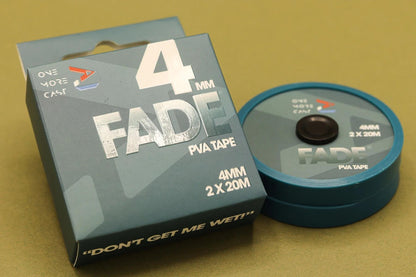 ONE
MORE
CAST
4
MM
FADE
PVA TAPE
4MM
2 X 20M
"DON'T GET ME WET!"
ONE
MORE
CAST
4MM
2 X 20M
FADE
PVA TAPE